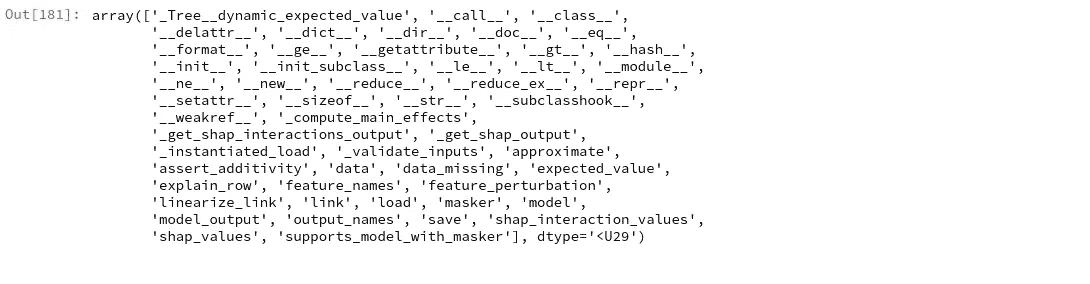 Out[181]: array(['_Tree__dynamic_expected_value', '__call__', '__class__',
'__delattr__', '__dict__', '__dir__', '__doc__', '__eq__',
'__format__', '__ge__', '__getattribute__', '__gt__', '__hash__',
'__init__', '__init_subclass__', '__le__', '__lt__', '__module__',
'__ne__', '__new__', '__reduce__', '__reduce_ex__', '__repr__',
'__setattr__', '__sizeof__', '__str__', '__subclasshook__',
'__weakref__', '_compute_main_effects',
'_get_shap_interactions_output', '_get_shap_output',
'_instantiated_load', '_validate_inputs', 'approximate',
'assert_additivity', 'data', 'data_missing', 'expected_value',
'explain_row', 'feature_names', 'feature_perturbation',
'linearize_link', 'link', 'load', 'masker', 'model',
'model_output', 'output_names', 'save', 'shap_interaction_values',
'shap_values', 'supports_model_with_masker'], dtype='<U29')